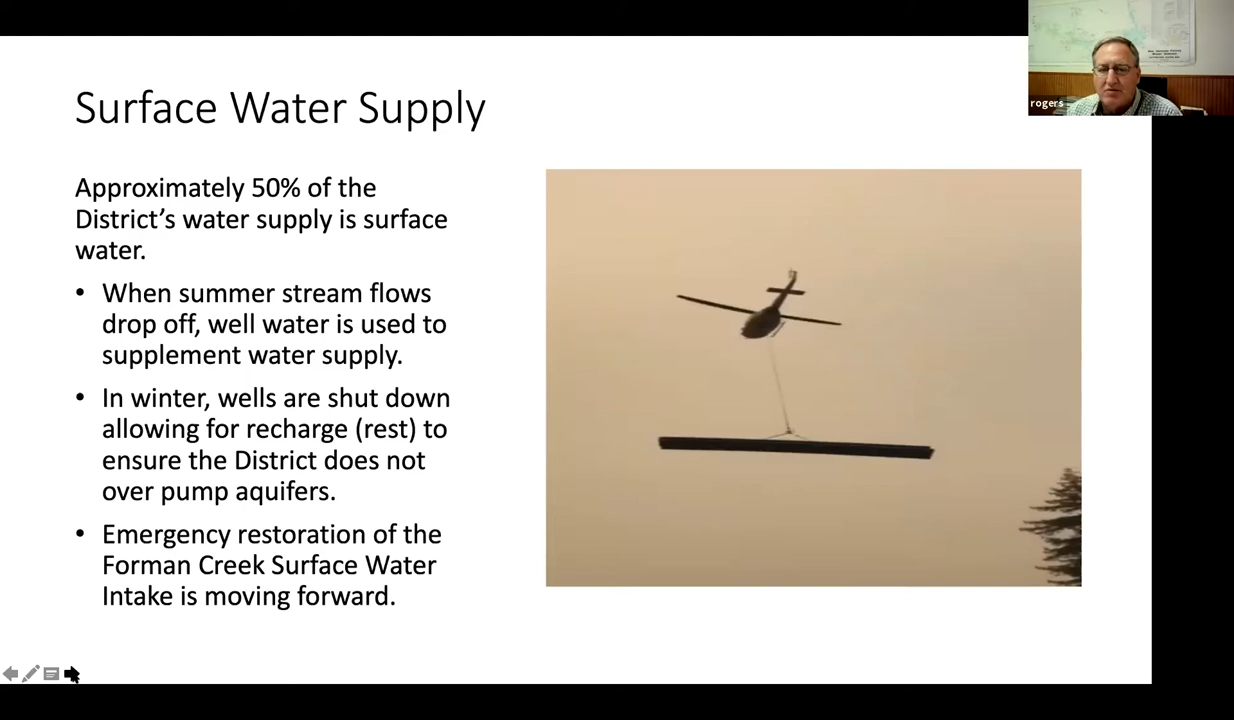 Surface Water Supply
rogers
Approximately 50% of the
District’s water supply is surface
water.
• When summer stream flows
drop off, well water is used to
supplement water supply.
• In winter, wells are shut down
allowing for recharge (rest) to
ensure the District does not
over pump aquifers.
• Emergency restoration of the
Forman Creek Surface Water
Intake is moving forward.